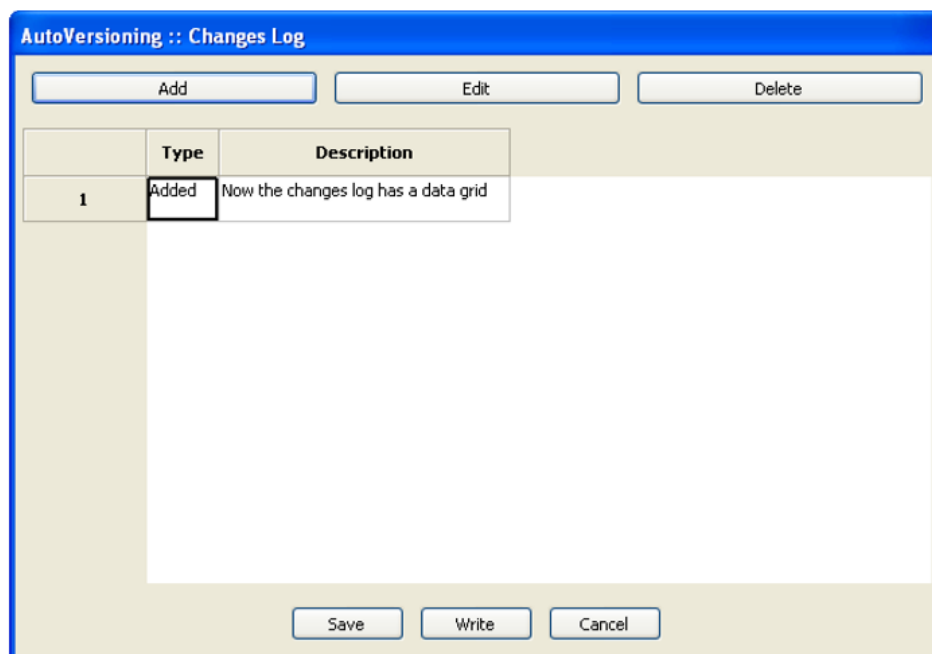 AutoVersioning :: Changes Log
Add Edit Delete
Type Description
1 Added Now the changes log has a data grid
Save Write Cancel